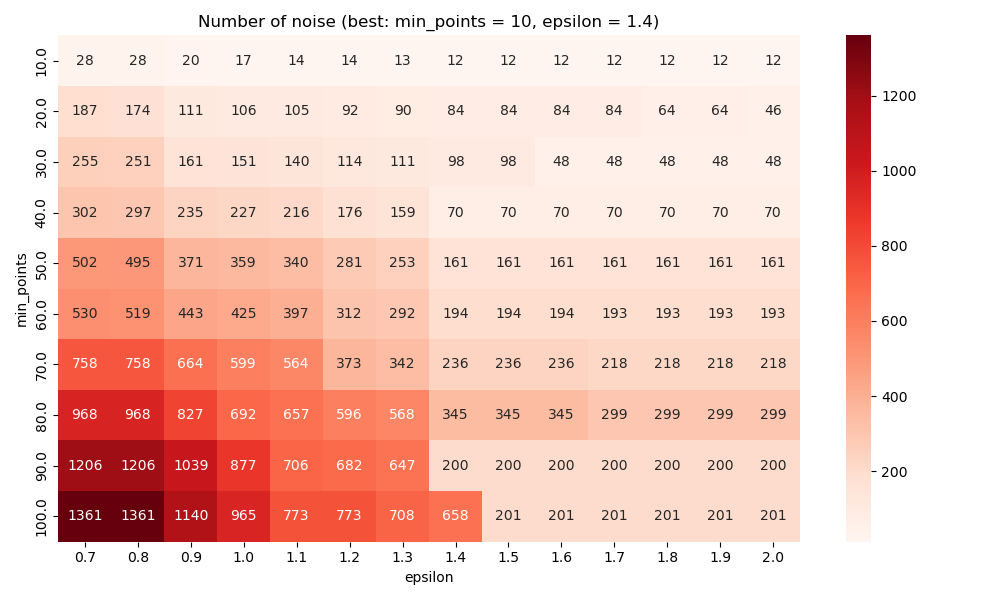 Number of noise (best: min_points = 10, epsilon = 1.4)
10.0 28 28 20 17 14 14 13 12 12 12 12 12 12 12
20.0 187 174 111 106 105 92 90 84 84 84 84 64 64 46
30.0 255 251 161 151 140 114 111 98 98 48 48 48 48 48
40.0 302 297 235 227 216 176 159 70 70 70 70 70 70 70
50.0 502 495 371 359 340 281 253 161 161 161 161 161 161 161
60.0 530 519 443 425 397 312 292 194 194 194 193 193 193 193
70.0 758 758 664 599 564 373 342 236 236 236 218 218 218 218
80.0 968 968 827 692 657 596 568 345 345 345 299 299 299 299
90.0 1206 1206 1039 877 706 682 647 200 200 200 200 200 200 200
100.0 1361 1361 1140 965 773 773 708 658 201 201 201 201 201 201
0.7 0.8 0.9 1.0 1.1 1.2 1.3 1.4 1.5 1.6 1.7 1.8 1.9 2.0
epsilon
min_points
1200
1000
800
600
400
200